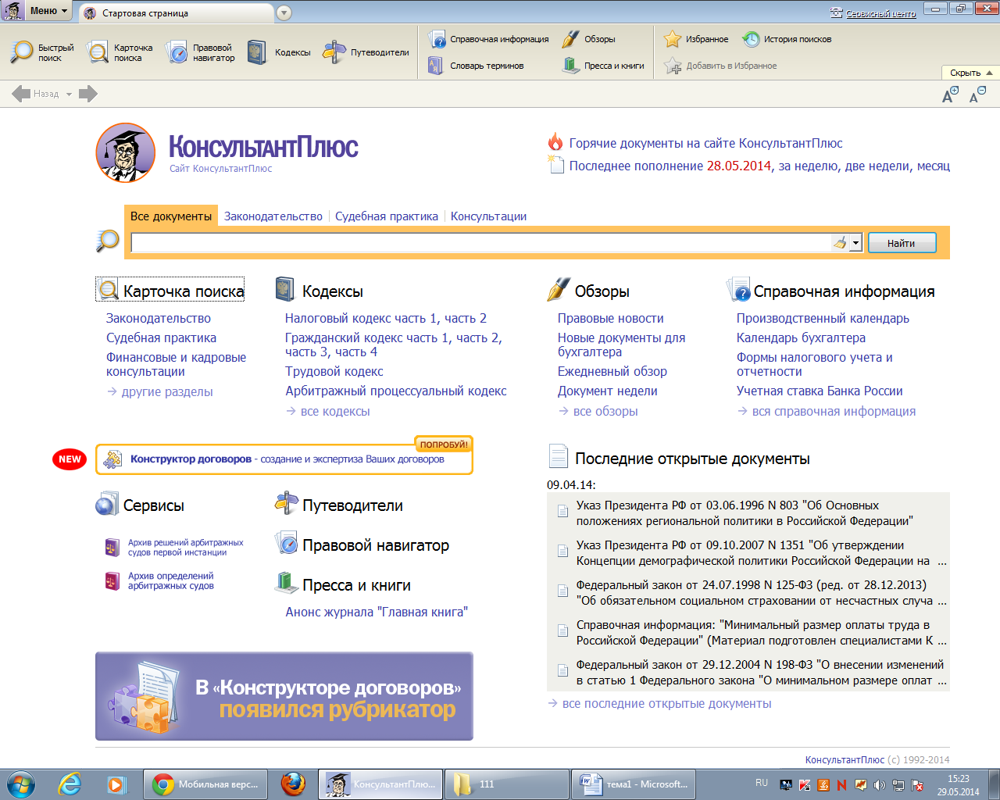 Меню
Стартовая страница
Сервисный центр
Быстрый
поиск
Карточка
поиска
Правовой
навигатор
Кодексы
Путеводители
Справочная информация
Словарь терминов
Обзоры
Пресса и книги
Избранное
История поисков
Добавить в Избранное
Скрыть
Назад
КонсультантПлюс
Сайт КонсультантПлюс
Горячие документы на сайте КонсультантПлюс
Последнее пополнение 28.05.2014, за неделю, две недели, месяц
Все документы
Законодательство
Судебная практика
Консультации
Найти
Карточка поиска
Законодательство
Судебная практика
Финансовые и кадровые
консультации
другие разделы
Кодексы
Налоговый кодекс часть 1, часть 2
Гражданский кодекс часть 1, часть 2,
часть 3, часть 4
Трудовой кодекс
Арбитражный процессуальный кодекс
все кодексы
Обзоры
Правовые новости
Новые документы для
бухгалтера
Ежедневный обзор
Документ недели
все обзоры
Справочная информация
Производственный календарь
Календарь бухгалтера
Формы налогового учета и
отчетности
Учетная ставка Банка России
вся справочная информация
NEW
ПОПРОБУЙ!
Конструктор договоров - создание и экспертиза Ваших договоров
Сервисы
Архив решений арбитражных
судов первой инстанции
Архив определений
арбитражных судов
Путеводители
Правовой навигатор
Пресса и книги
Анонс журнала "Главная книга"
В «Конструкторе договоров»
появился рубрикатор
Последние открытые документы
09.04.14:
Указ Президента РФ от 03.06.1996 N 803 "Об Основных
положениях региональной политики в Российской Федерации"
Указ Президента РФ от 09.10.2007 N 1351 "Об утверждении
Концепции демографической политики Российской Федерации на ...
Федеральный закон от 24.07.1998 N 125-ФЗ (ред. от 28.12.2013)
"Об обязательном социальном страховании от несчастных случа ...
Справочная информация: "Минимальный размер оплаты труда в
Российской Федерации" (Материал подготовлен специалистами К ...
Федеральный закон от 29.12.2004 N 198-ФЗ "О внесении изменений
в статью 1 Федерального закона "О минимальном размере оплат ...
все последние открытые документы
КонсультантПлюс (c) 1992-2014
Мобильная верс...
КонсультантПлю...
111
тема1 - Microsoft...
RU
15:23
29.05.2014